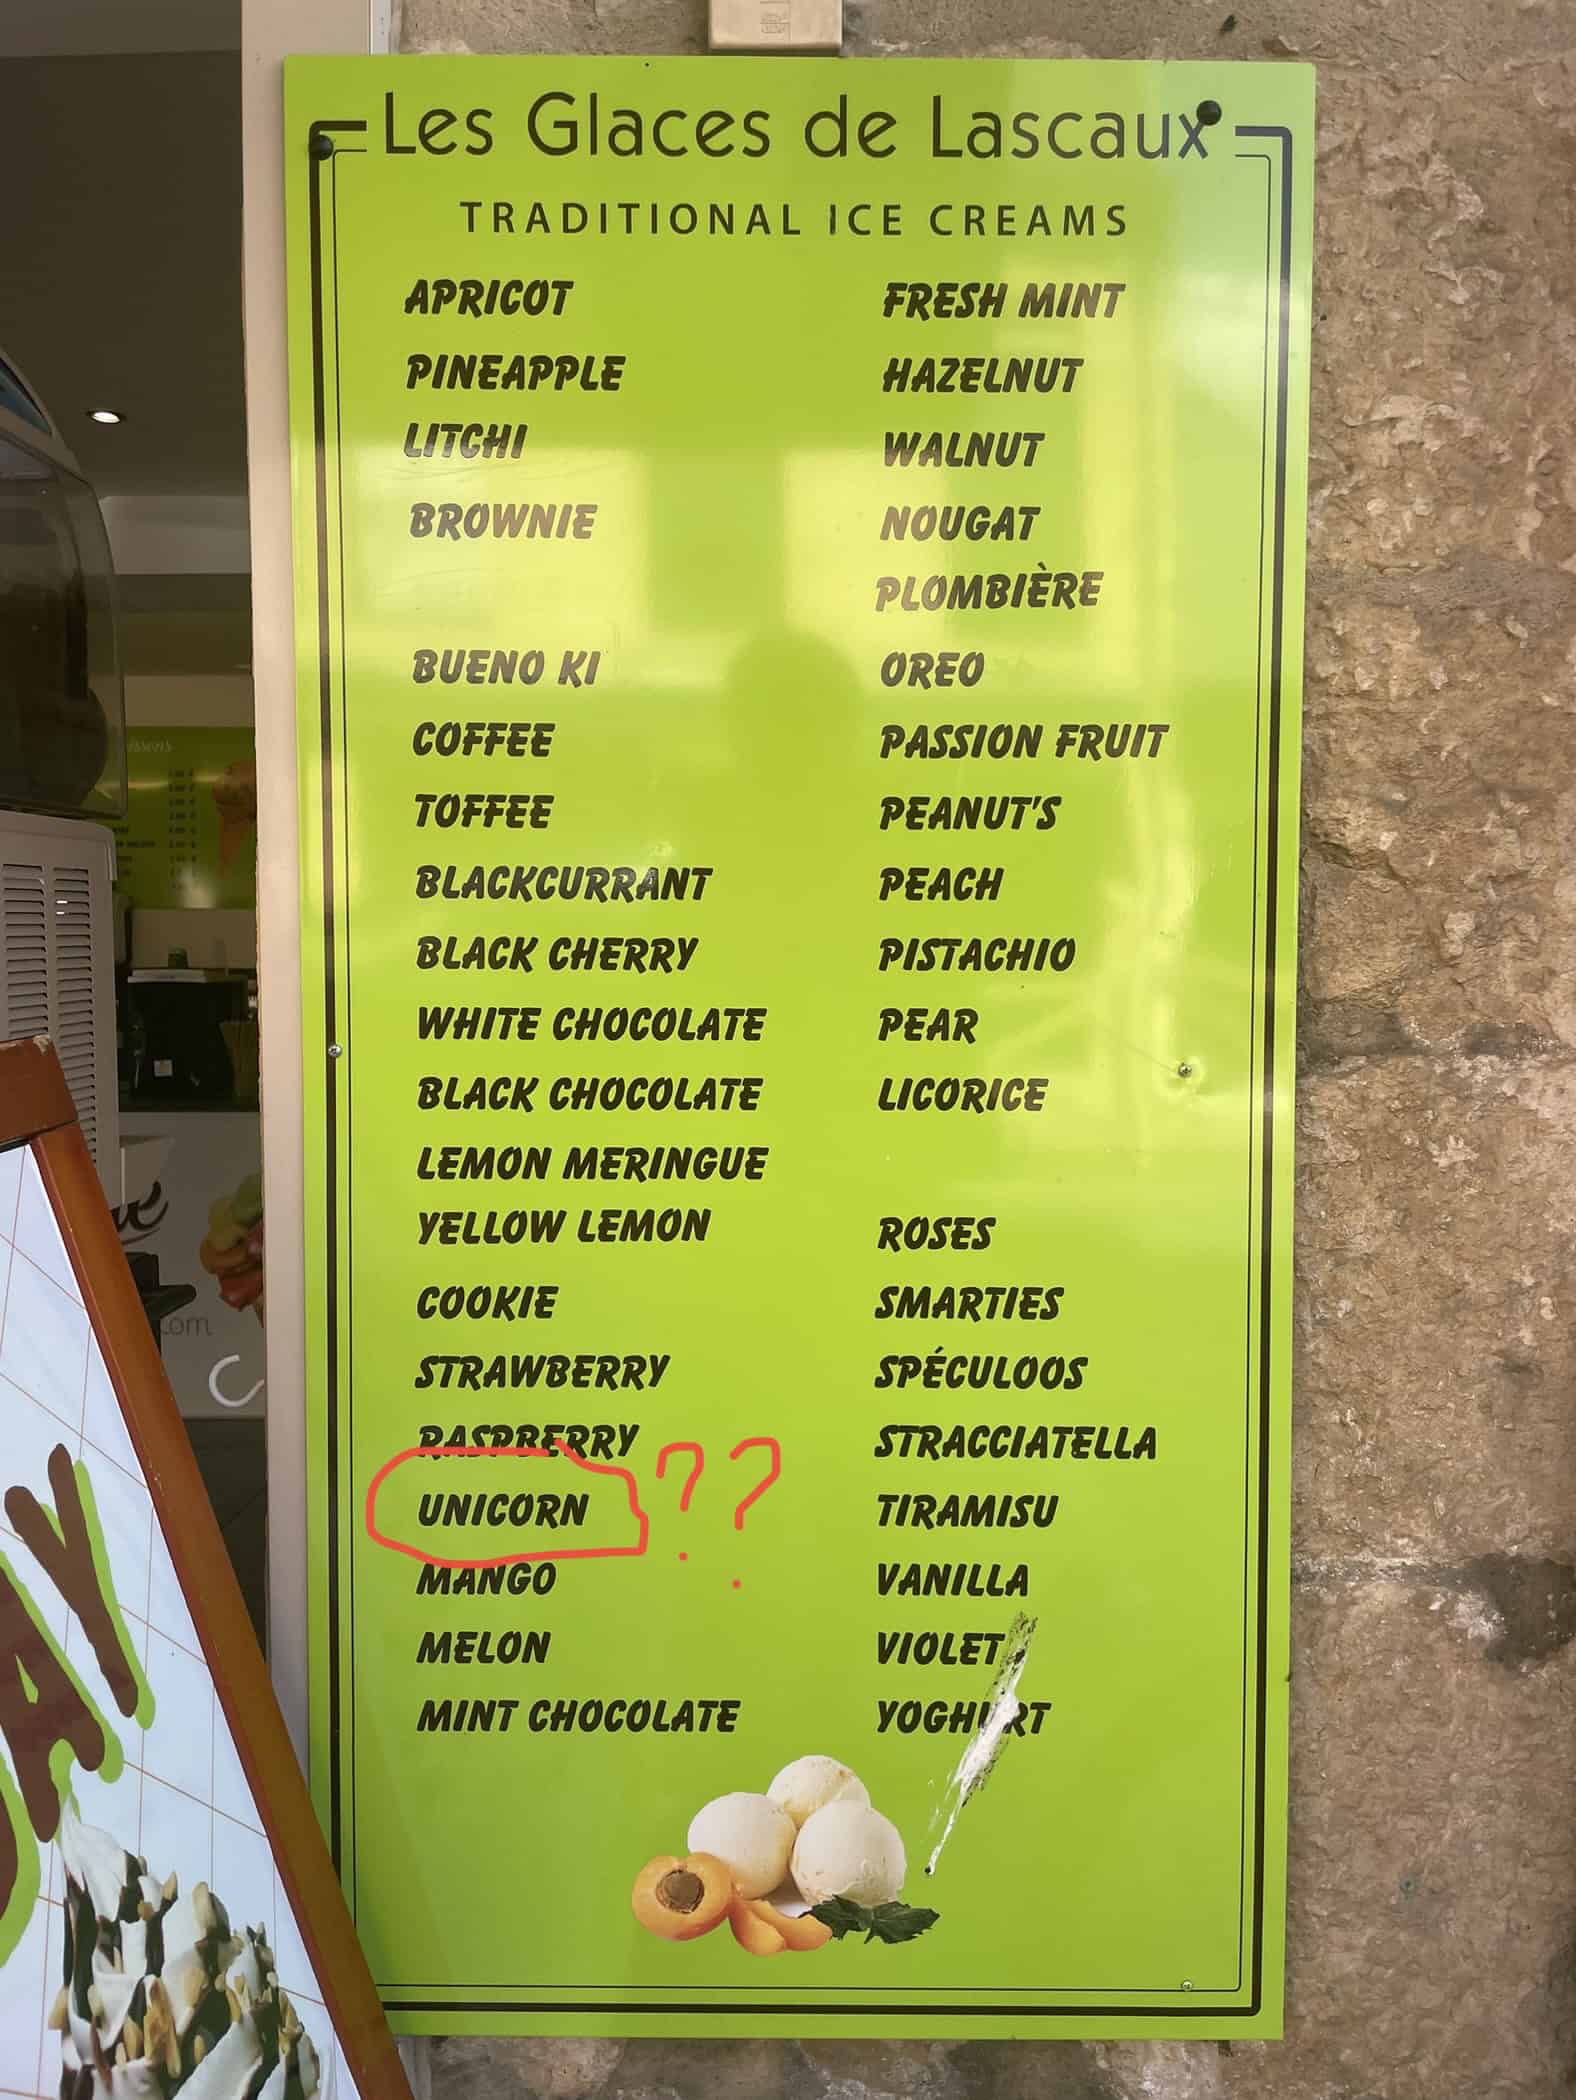 Les Glaces de Lascaux
TRADITIONAL ICE CREAMS
APRICOT
PINEAPPLE
LITCHI
BROWNIE
BUENO KI
COFFEE
TOFFEE
BLACKCURRANT
BLACK CHERRY
WHITE CHOCOLATE
BLACK CHOCOLATE
LEMON MERINGUE
YELLOW LEMON
COOKIE
STRAWBERRY
RASPBERRY
UNICORN ??
MANGO
MELON
MINT CHOCOLATE
FRESH MINT
HAZELNUT
WALNUT
NOUGAT
PLOMBIÈRE
OREO
PASSION FRUIT
PEANUT'S
PEACH
PISTACHIO
PEAR
LICORICE
ROSES
SMARTIES
SPÉCULOOS
STRACCIATELLA
TIRAMISU
VANILLA
VIOLET
YOGHURT
.com